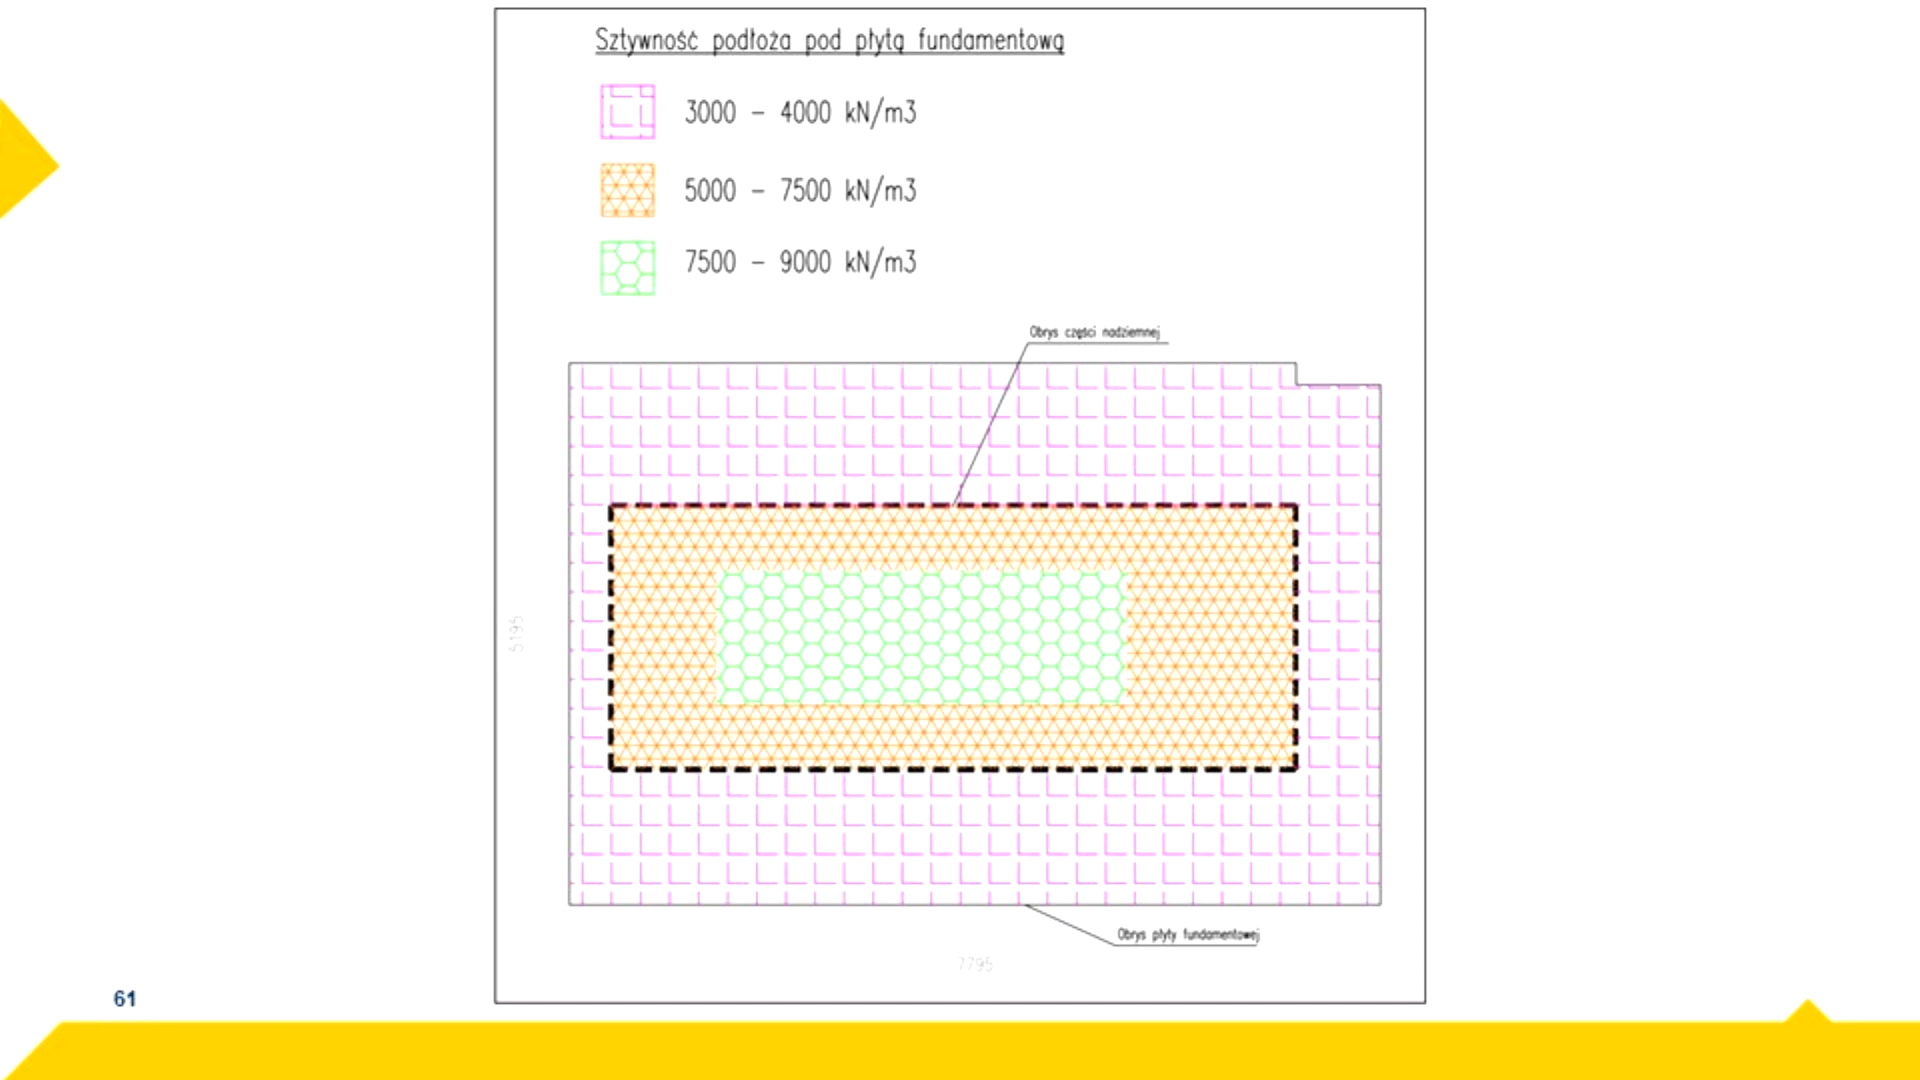 Sztywność podłoża pod płytą fundamentową
3000 – 4000 kN/m3
5000 – 7500 kN/m3
7500 – 9000 kN/m3
Obrys części nadziemnej
5195
Obrys płyty fundamentowej
7795
61